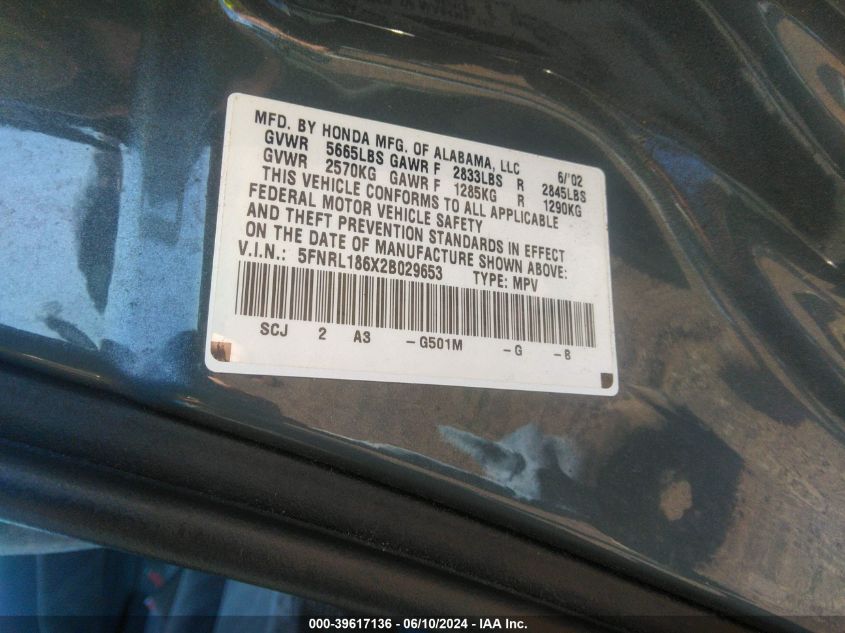 MFD. BY HONDA MFG. OF ALABAMA, LLC 6/'02
GVWR 5665LBS GAWR F 2833LBS R 2845LBS
GVWR 2570KG GAWR F 1285KG R 1290KG
THIS VEHICLE CONFORMS TO ALL APPLICABLE
FEDERAL MOTOR VEHICLE SAFETY
AND THEFT PREVENTION STANDARDS IN EFFECT
ON THE DATE OF MANUFACTURE SHOWN ABOVE:
V.I.N.: 5FNRL186X2B029653 TYPE: MPV
SCJ 2 A3 -G501M -G -B
000-39617136 - 06/10/2024 - IAA Inc.